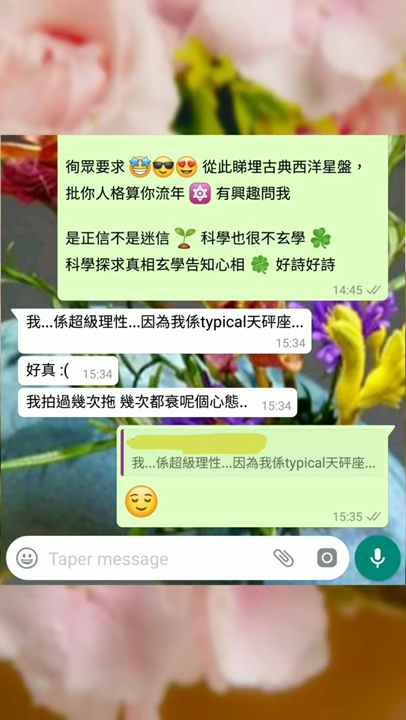 徇眾要求 🤩😎😍 從此睇埋古典西洋星盤，
批你人格算你流年 🔯 有興趣問我
是正信不是迷信 🌱 科學也很不玄學 🍀
科學探求真相玄學告知心相 🍀 好詩好詩
14:45
我...係超級理性...因為我係typical天秤座...
15:34
好真 :(
15:34
我拍過幾次拖 幾次都衰呢個心態..
15:34
我...係超級理性...因為我係typical天秤座...
😌
15:35
Taper message